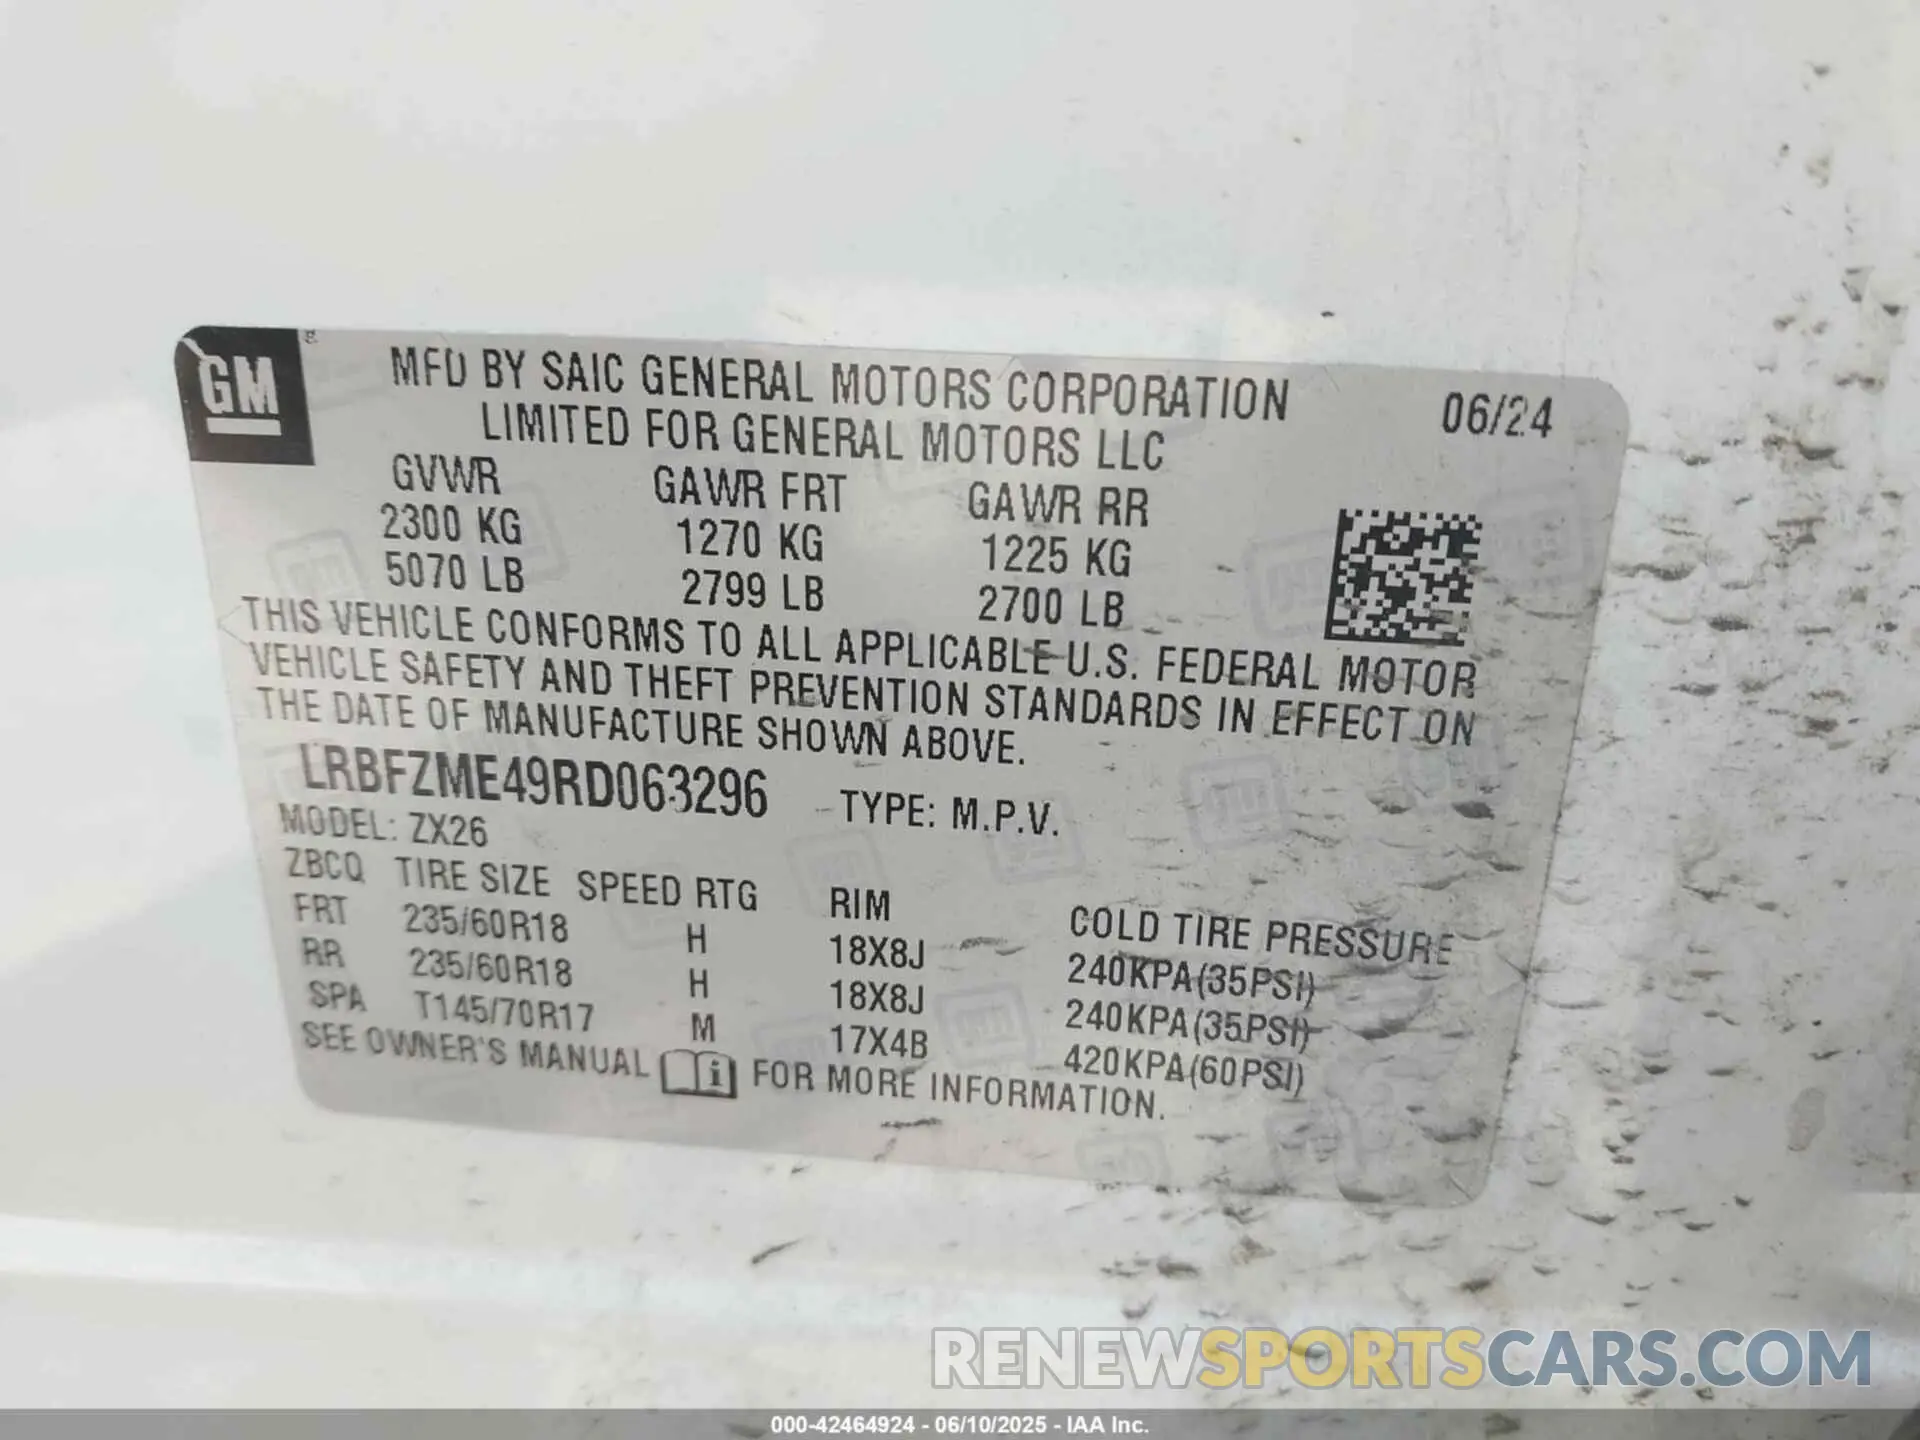 GM
MFD BY SAIC GENERAL MOTORS CORPORATION 06/24
LIMITED FOR GENERAL MOTORS LLC
GVWR GAWR FRT GAWR RR
2300 KG 1270 KG 1225 KG
5070 LB 2799 LB 2700 LB
THIS VEHICLE CONFORMS TO ALL APPLICABLE U.S. FEDERAL MOTOR
VEHICLE SAFETY AND THEFT PREVENTION STANDARDS IN EFFECT ON
THE DATE OF MANUFACTURE SHOWN ABOVE.
LRBFZME49RD063296 TYPE: M.P.V.
MODEL: ZX26
ZBCQ TIRE SIZE SPEED RTG RIM COLD TIRE PRESSURE
FRT 235/60R18 H 18X8J 240KPA(35PSI)
RR 235/60R18 H 18X8J 240KPA(35PSI)
SPA T145/70R17 M 17X4B 420KPA(60PSI)
SEE OWNER'S MANUAL i FOR MORE INFORMATION.
RENEWSPORTSCARS.COM
000-42464924 - 06/10/2025 - IAA Inc.